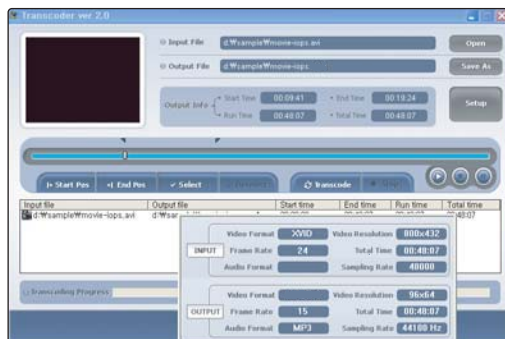 Transcoder ver 2.0
Input File d:₩sample₩movie-iops.avi Open
Output File d:₩sample₩movie-iops Save As
Output Info Start Time 00:09:41 End Time 00:19:24 Setup
Run Time 00:48:07 Total Time 00:48:07
Start Pos End Pos Select Transcode
Input file Output file Start time End time Run time Total time
d:₩sample₩movie-iops.avi 00:48:07
Video Format XVID Video Resolution 800x432
INPUT Frame Rate 24 Total Time 00:48:07
Audio Format Sampling Rate 48000
Transcoding Progress
Video Format Video Resolution 96x64
OUTPUT Frame Rate 15 Total Time 00:48:07
Audio Format MP3 Sampling Rate 44100 Hz